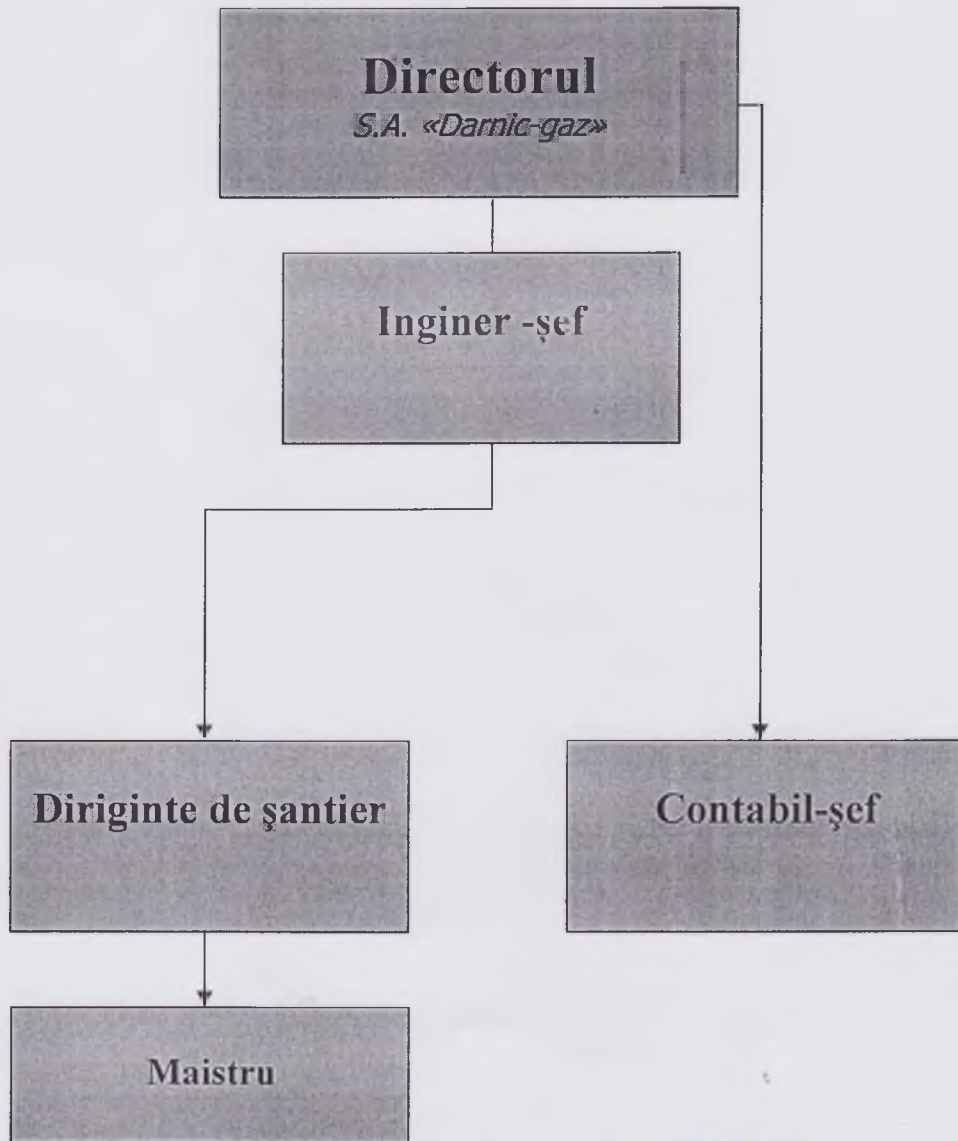 Directorul
S.A. «Darnic-gaz»
Inginer -şef
Diriginte de şantier
Contabil-şef
Maistru